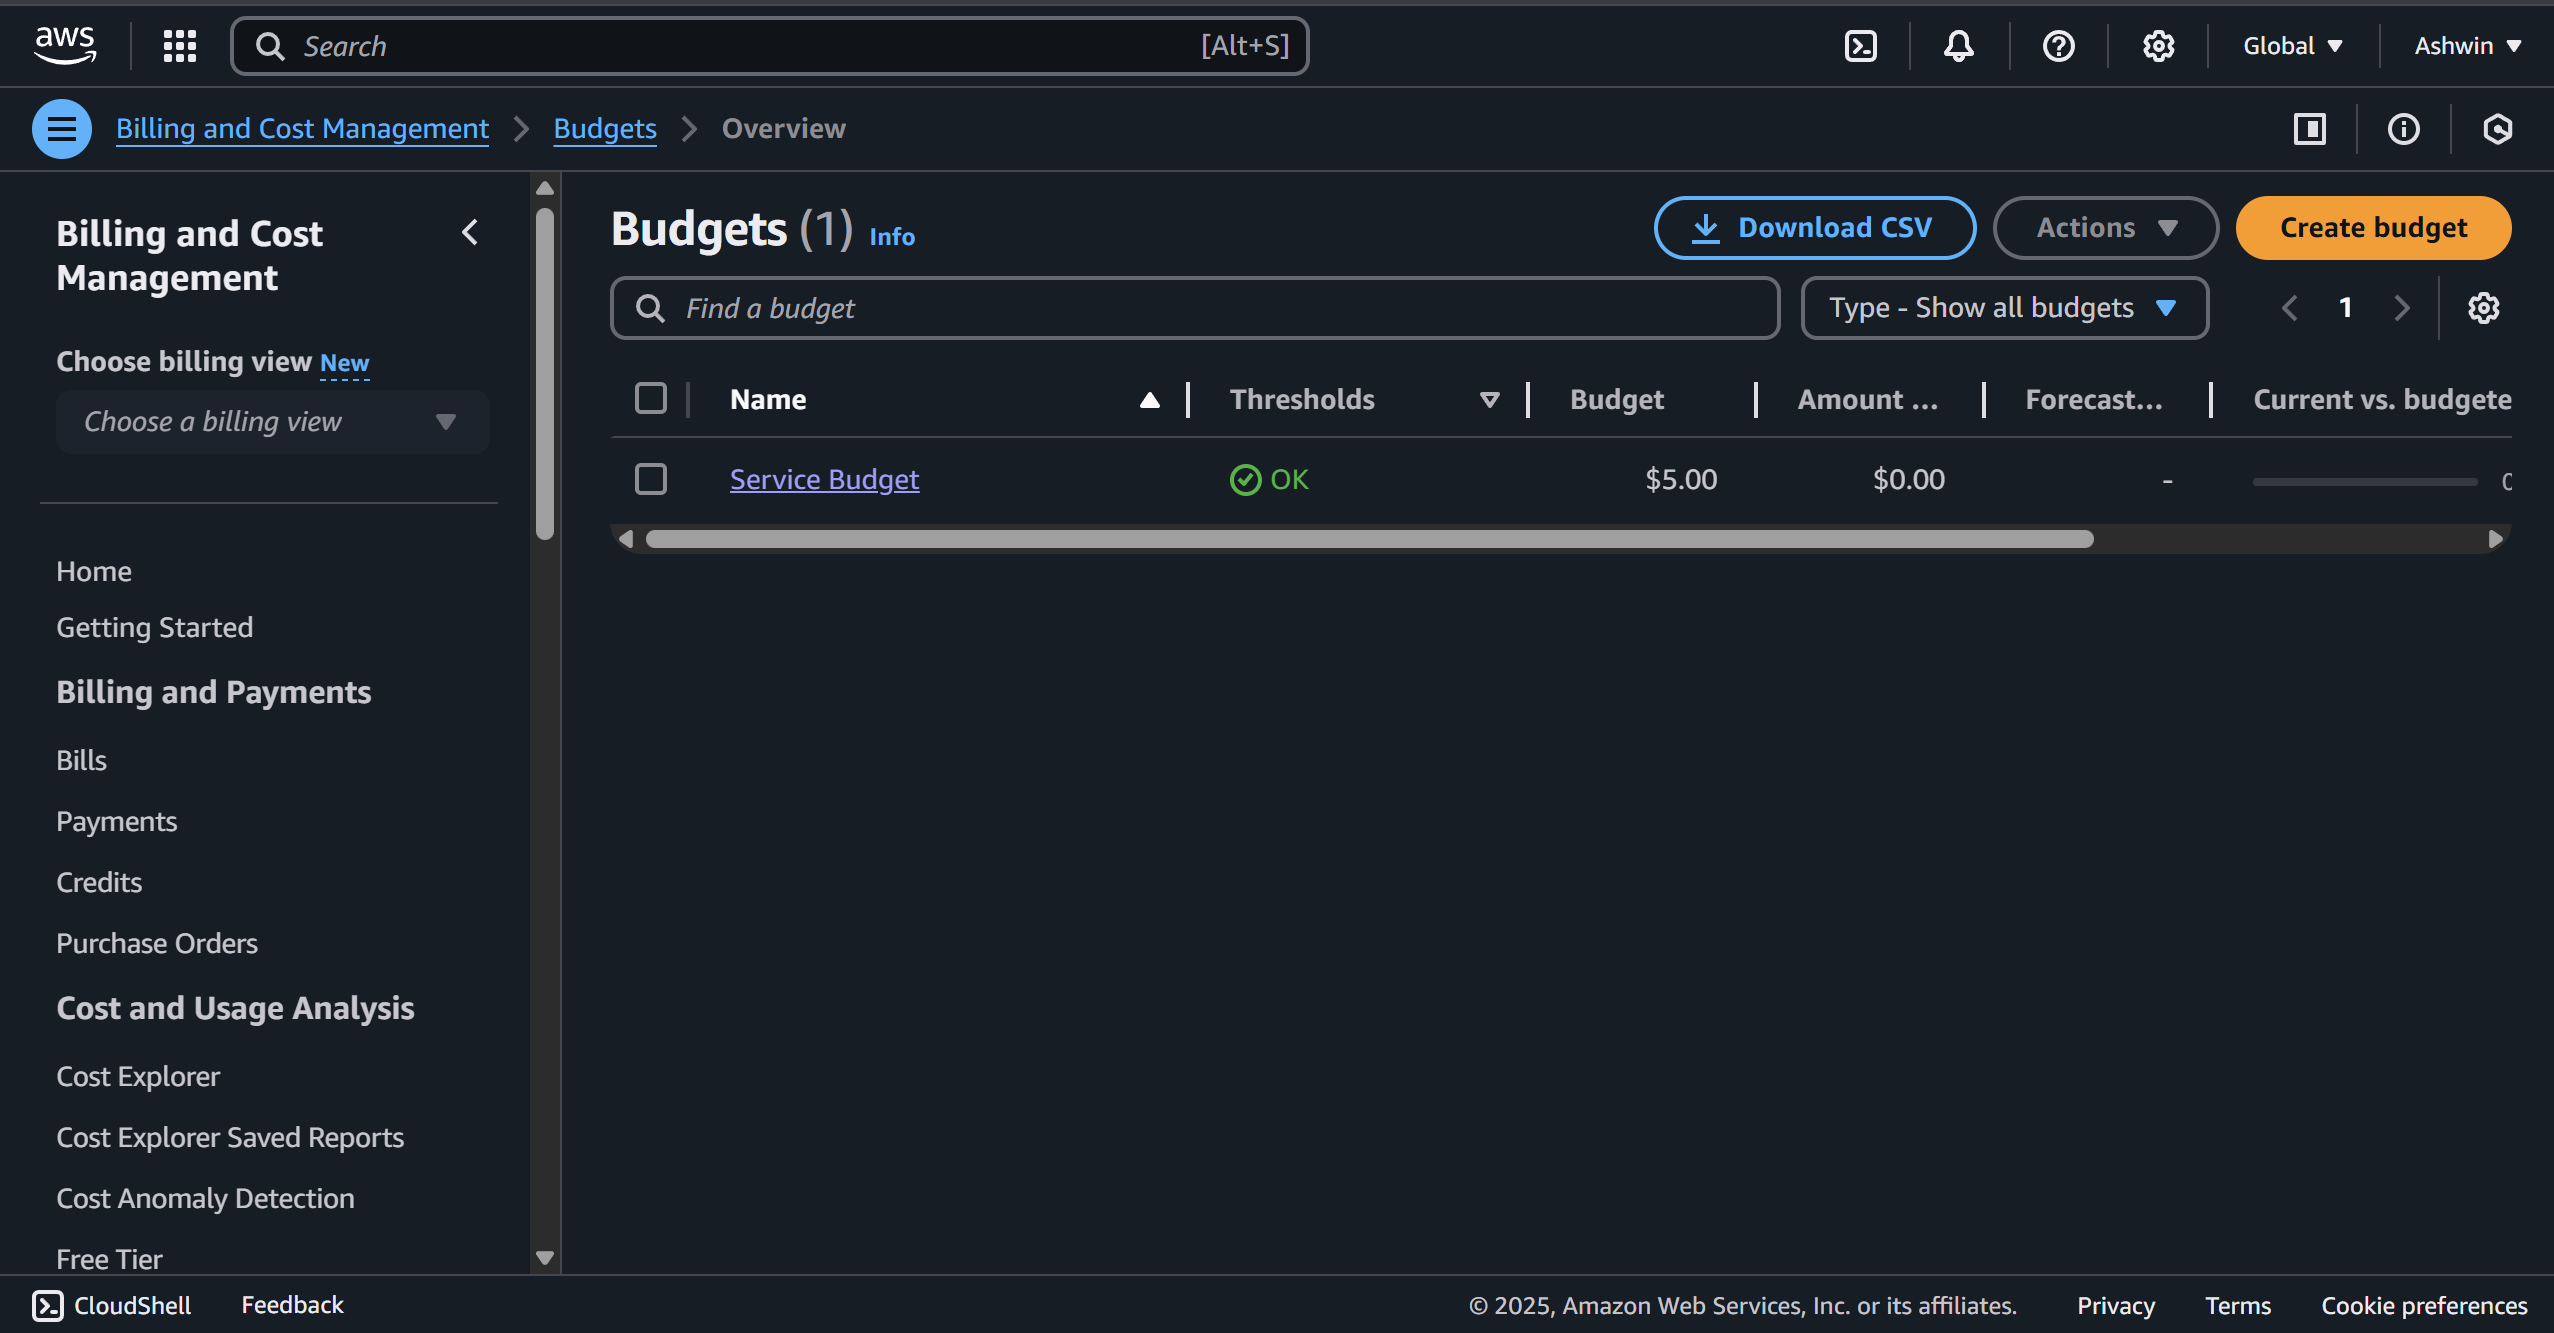 aws
Search [Alt+S]
Global
Ashwin
Billing and Cost Management
Budgets
Overview
Billing and Cost
Management
Choose billing view New
Choose a billing view
Home
Getting Started
Billing and Payments
Bills
Payments
Credits
Purchase Orders
Cost and Usage Analysis
Cost Explorer
Cost Explorer Saved Reports
Cost Anomaly Detection
Free Tier
Budgets (1) Info
Download CSV
Actions
Create budget
Find a budget
Type - Show all budgets
1
Name Thresholds Budget Amount ... Forecast... Current vs. budgete
Service Budget OK $5.00 $0.00 -
CloudShell
Feedback
© 2025, Amazon Web Services, Inc. or its affiliates.
Privacy
Terms
Cookie preferences